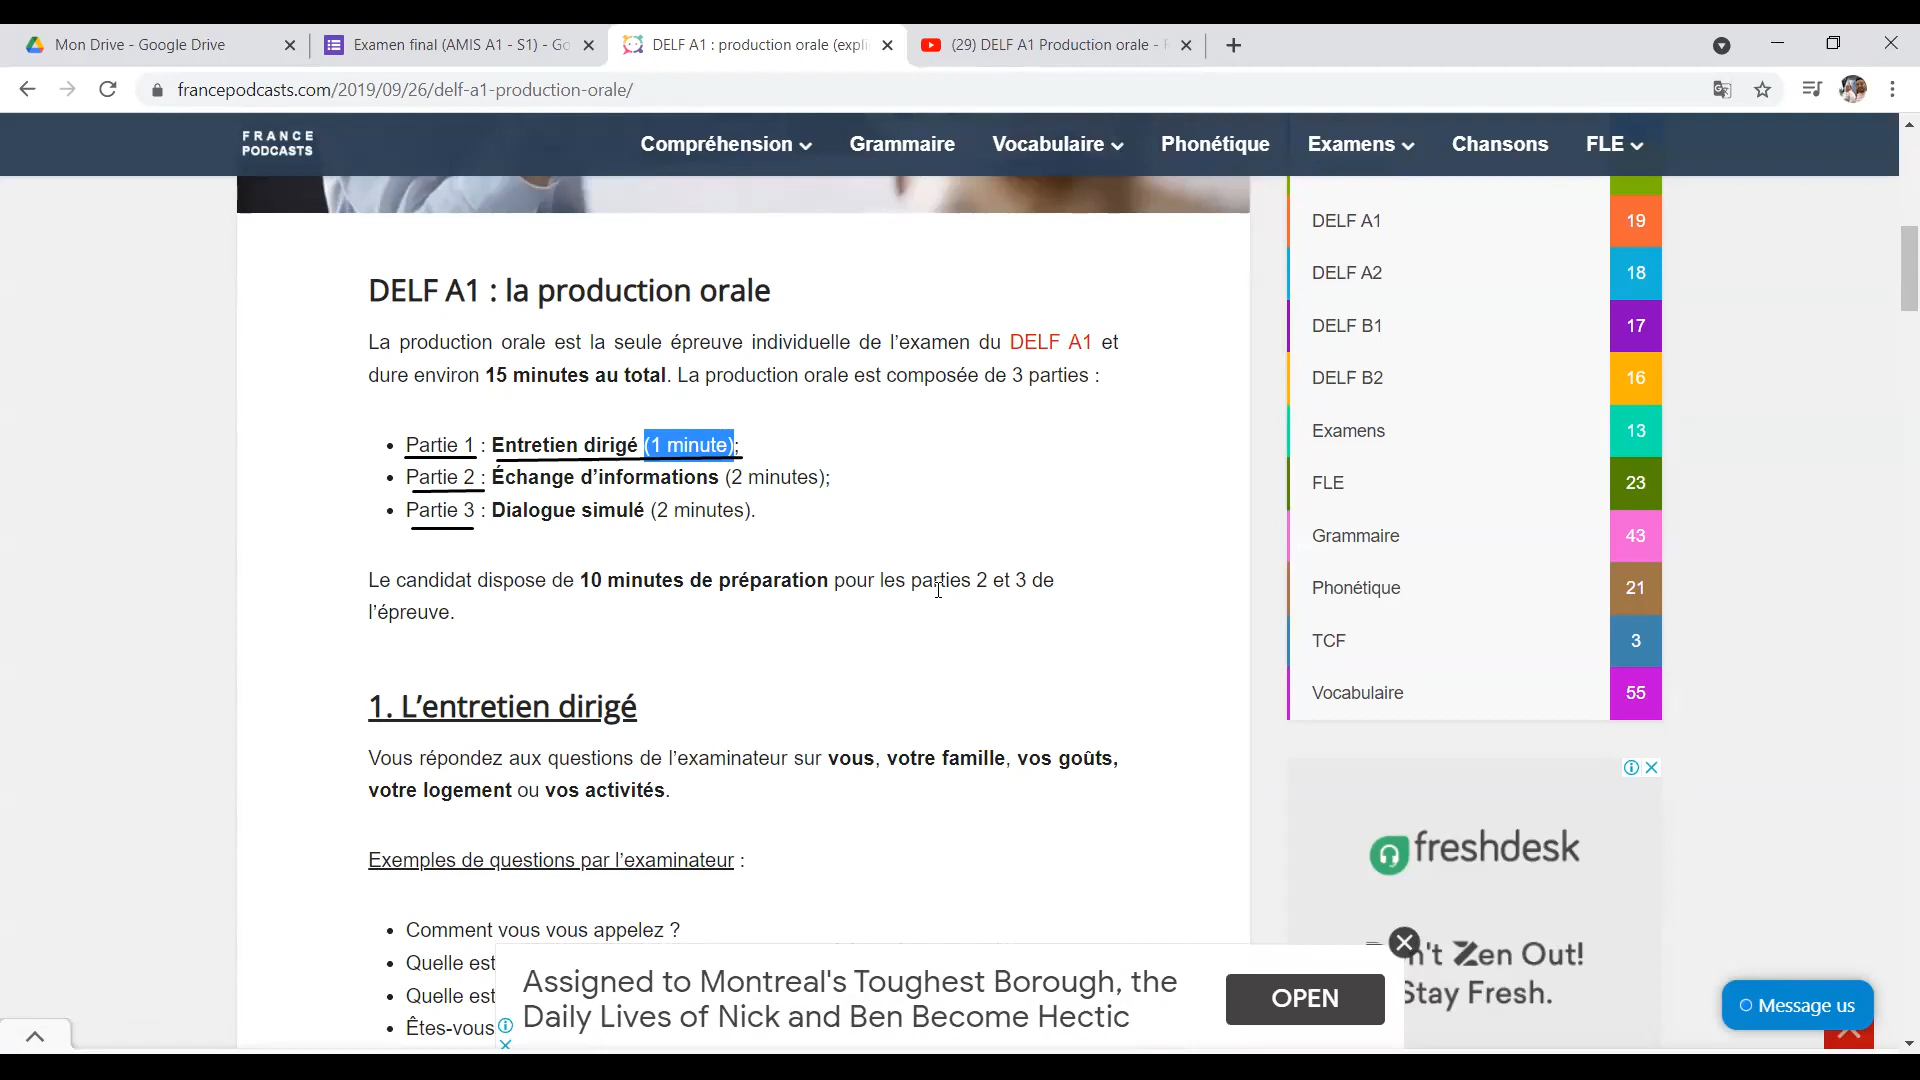 Mon Drive - Google Drive
Examen final (AMIS A1 - S1) - Go
DELF A1 : production orale (expli
(29) DELF A1 Production orale -
francepodcasts.com/2019/09/26/delf-a1-production-orale/
FRANCE
PODCASTS
Compréhension
Grammaire
Vocabulaire
Phonétique
Examens
Chansons
FLE
DELF A1 : la production orale
La production orale est la seule épreuve individuelle de l’examen du DELF A1 et
dure environ 15 minutes au total. La production orale est composée de 3 parties :
• Partie 1 : Entretien dirigé (1 minute);
• Partie 2 : Échange d’informations (2 minutes);
• Partie 3 : Dialogue simulé (2 minutes).
Le candidat dispose de 10 minutes de préparation pour les parties 2 et 3 de
l’épreuve.
1. L’entretien dirigé
Vous répondez aux questions de l’examinateur sur vous, votre famille, vos goûts,
votre logement ou vos activités.
Exemples de questions par l’examinateur :
• Comment vous vous appelez ?
• Quelle est
• Quelle est
• Êtes-vous
DELF A1 19
DELF A2 18
DELF B1 17
DELF B2 16
Examens 13
FLE 23
Grammaire 43
Phonétique 21
TCF 3
Vocabulaire 55
freshdesk
n't Zen Out!
Stay Fresh.
Assigned to Montreal's Toughest Borough, the
Daily Lives of Nick and Ben Become Hectic
OPEN
Message us